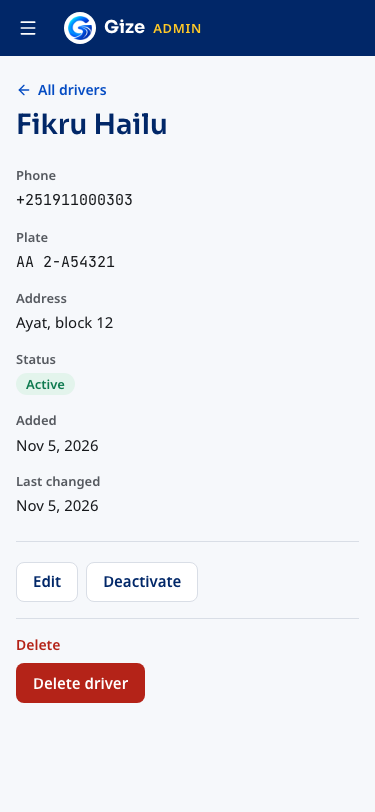 Gize ADMIN
All drivers
Fikru Hailu
Phone
+251911000303
Plate
AA 2-A54321
Address
Ayat, block 12
Status
Active
Added
Nov 5, 2026
Last changed
Nov 5, 2026
Edit Deactivate
Delete
Delete driver